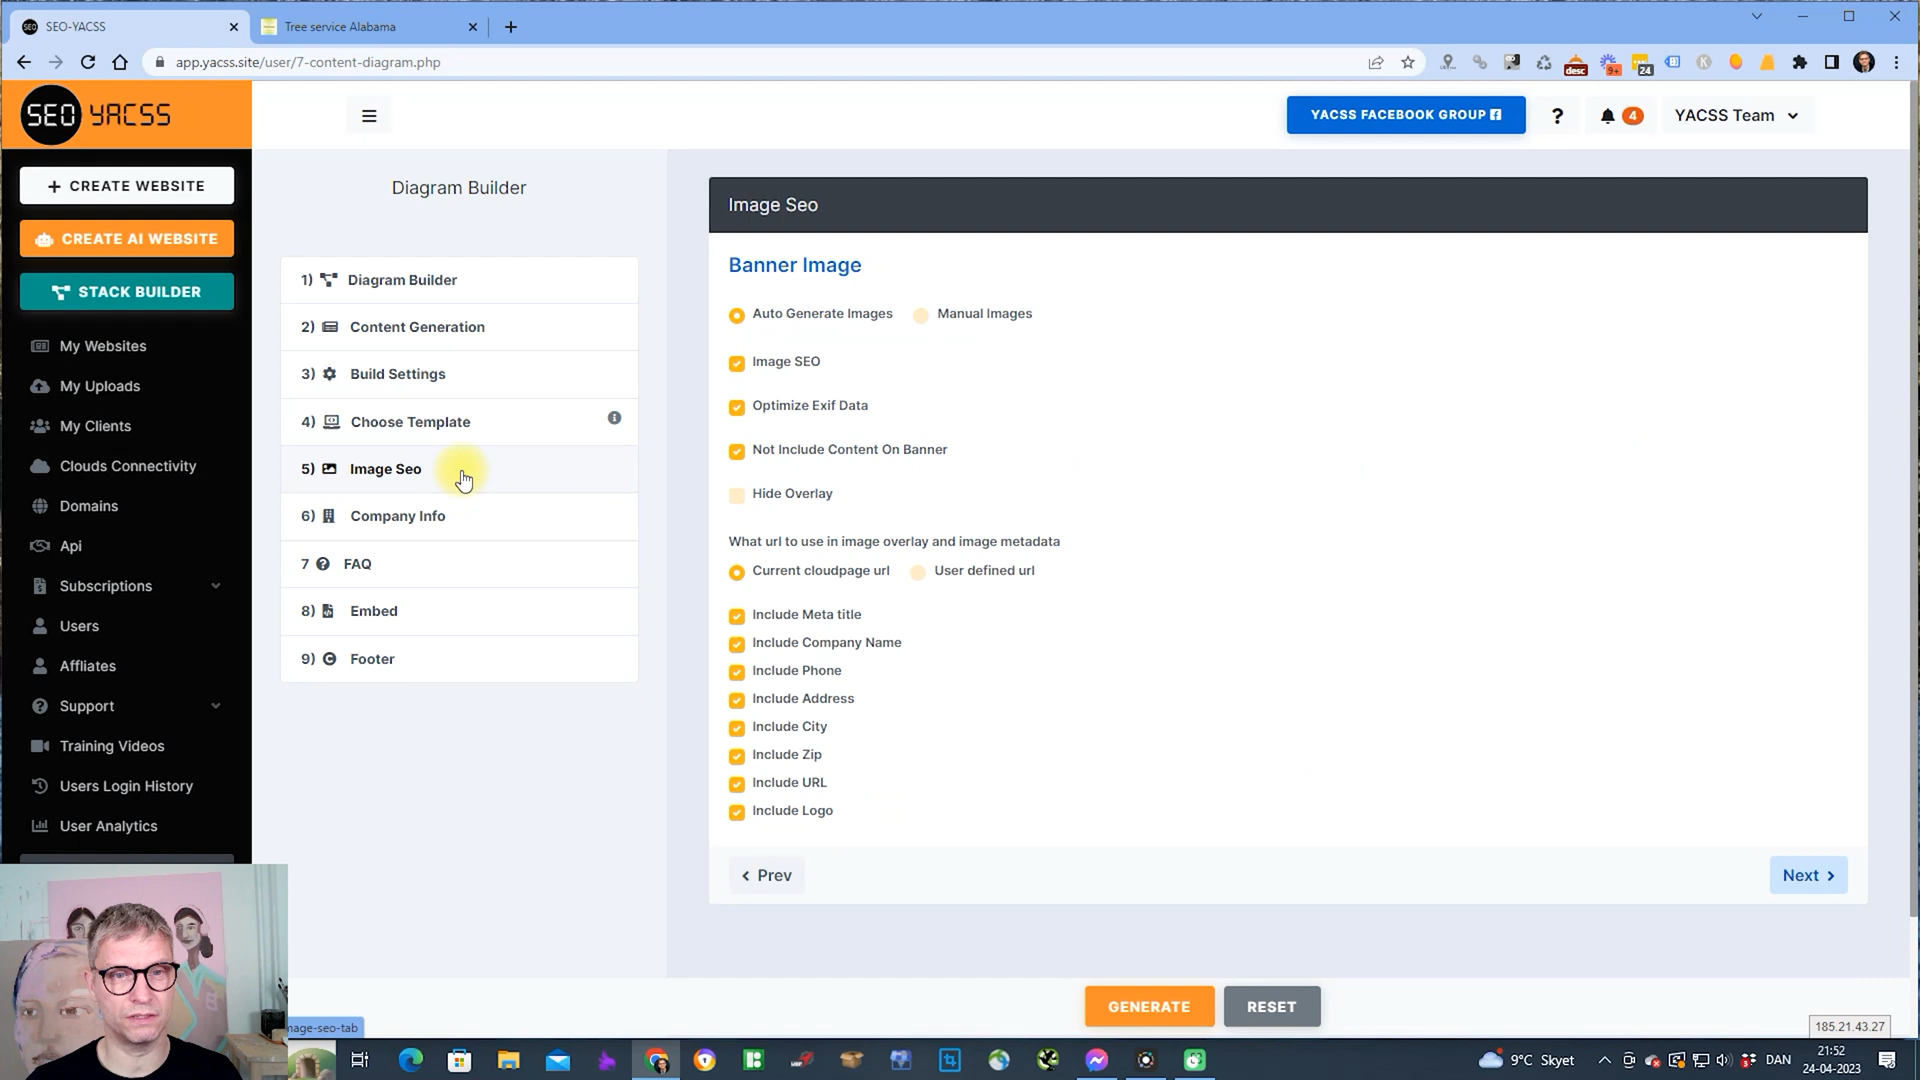 SEO-YACSS
Tree service Alabama
app.yacss.site/user/7-content-diagram.php
desc
9+
24
SEO YACSS
YACSS FACEBOOK GROUP
?
4
YACSS Team
+ CREATE WEBSITE
CREATE AI WEBSITE
STACK BUILDER
My Websites
My Uploads
My Clients
Clouds Connectivity
Domains
Api
Subscriptions
Users
Affliates
Support
Training Videos
Users Login History
User Analytics
Diagram Builder
1) Diagram Builder
2) Content Generation
3) Build Settings
4) Choose Template
5) Image Seo
6) Company Info
7 FAQ
8) Embed
9) Footer
Image Seo
Banner Image
Auto Generate Images Manual Images
Image SEO
Optimize Exif Data
Not Include Content On Banner
Hide Overlay
What url to use in image overlay and image metadata
Current cloudpage url User defined url
Include Meta title
Include Company Name
Include Phone
Include Address
Include City
Include Zip
Include URL
Include Logo
Prev
Next
GENERATE
RESET
mage-seo-tab
185.21.43.27
9°C Skyet
DAN
21:52
24-04-2023